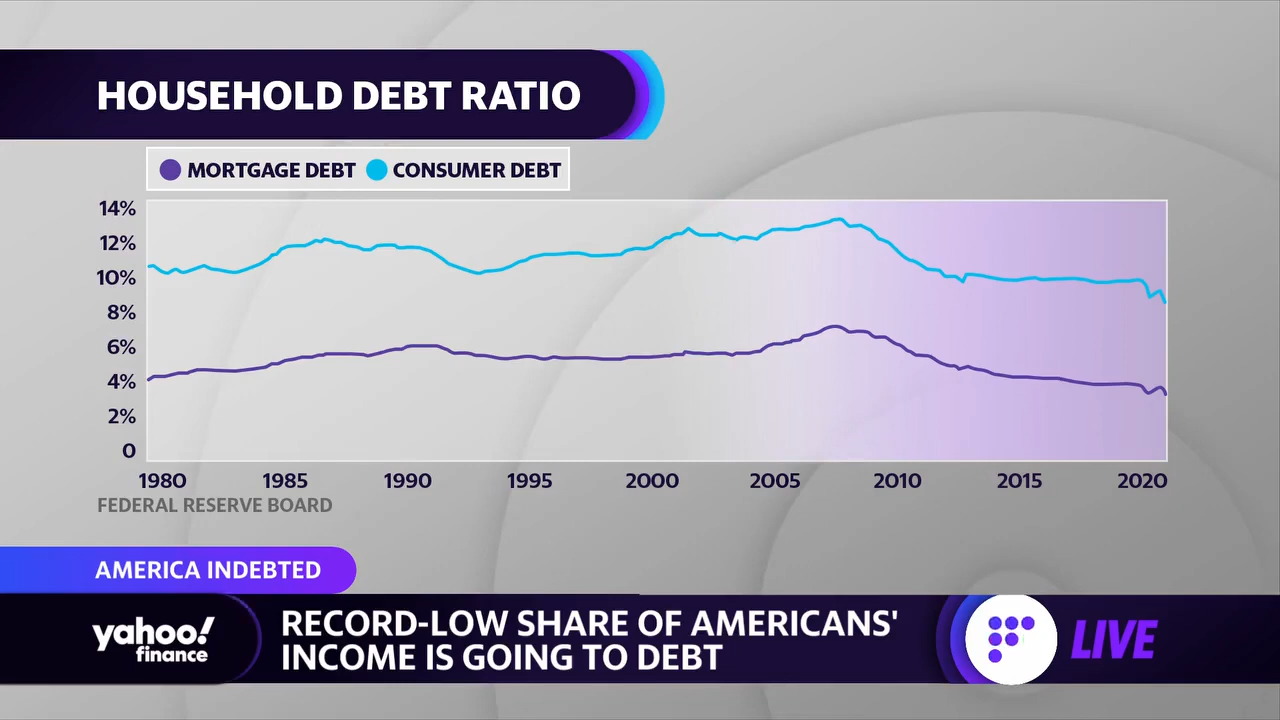 HOUSEHOLD DEBT RATIO
MORTGAGE DEBT CONSUMER DEBT
14%
12%
10%
8%
6%
4%
2%
0
1980 1985 1990 1995 2000 2005 2010 2015 2020
FEDERAL RESERVE BOARD
AMERICA INDEBTED
yahoo!
finance
RECORD-LOW SHARE OF AMERICANS'
INCOME IS GOING TO DEBT
LIVE